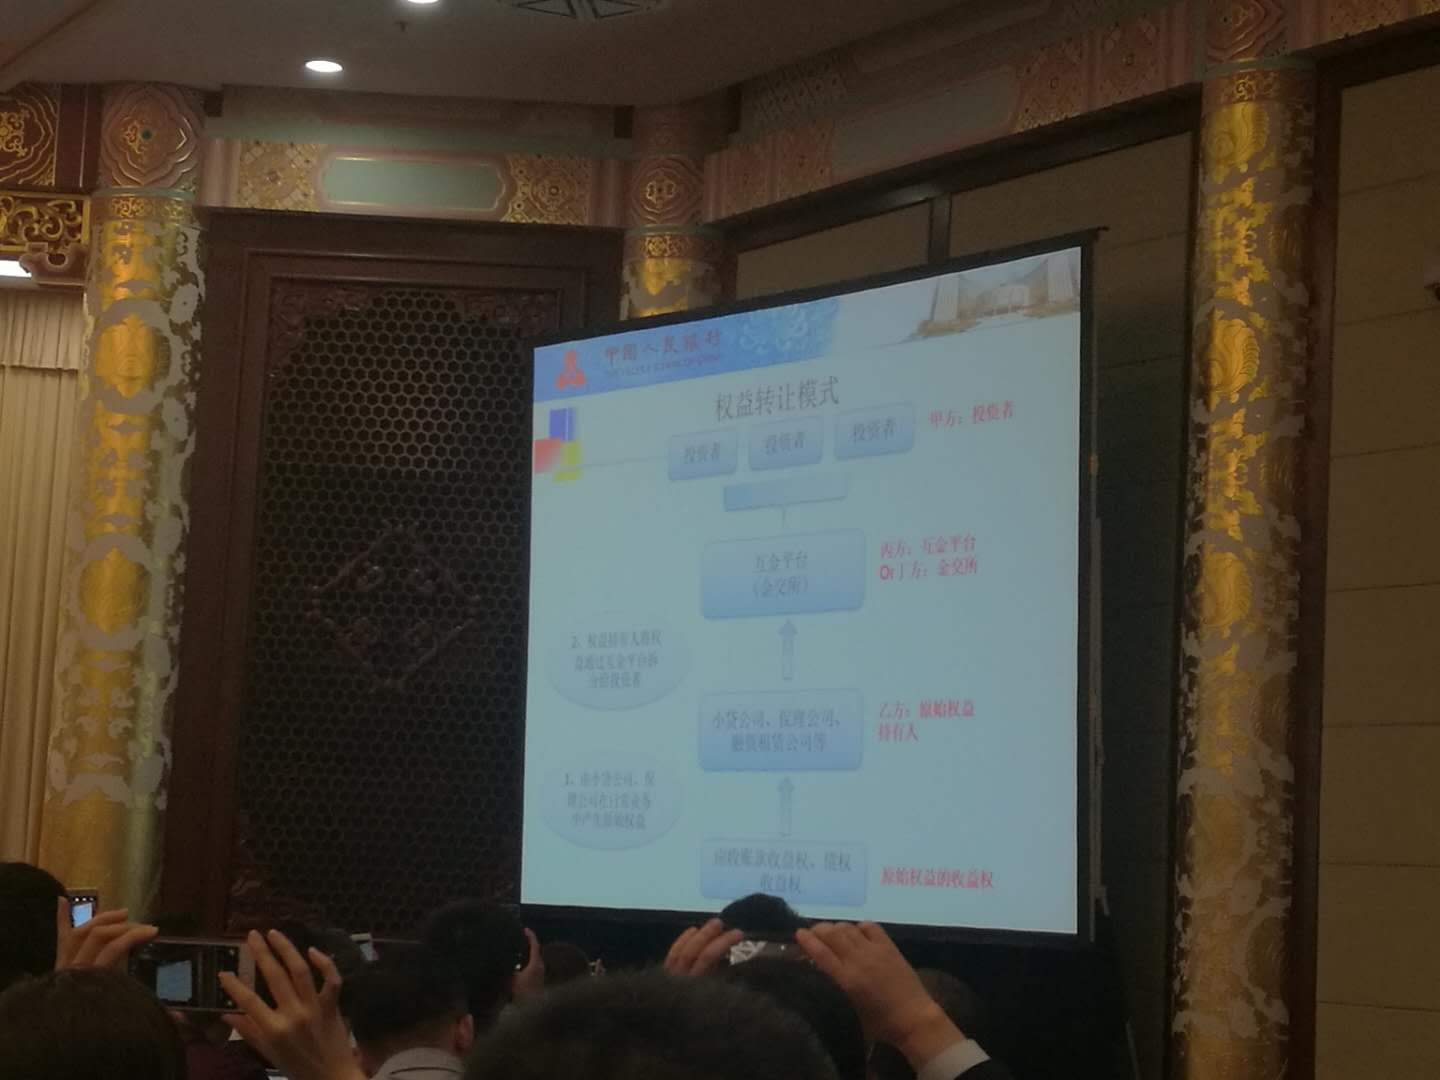 中国人民银行
权益转让模式
投资者
投资者
投资者
甲方：投资者
互金平台
（金交所）
丙方：互金平台
Or丁方：金交所
2、权益持有人将权
益通过互金平台拆
分给投资者
小贷公司、保理公司、
融资租赁公司等
乙方：原始权益
持有人
1、由小贷公司、保
理公司在日常业务
中产生原始权益
应收账款收益权、债权
收益权
原始权益的收益权